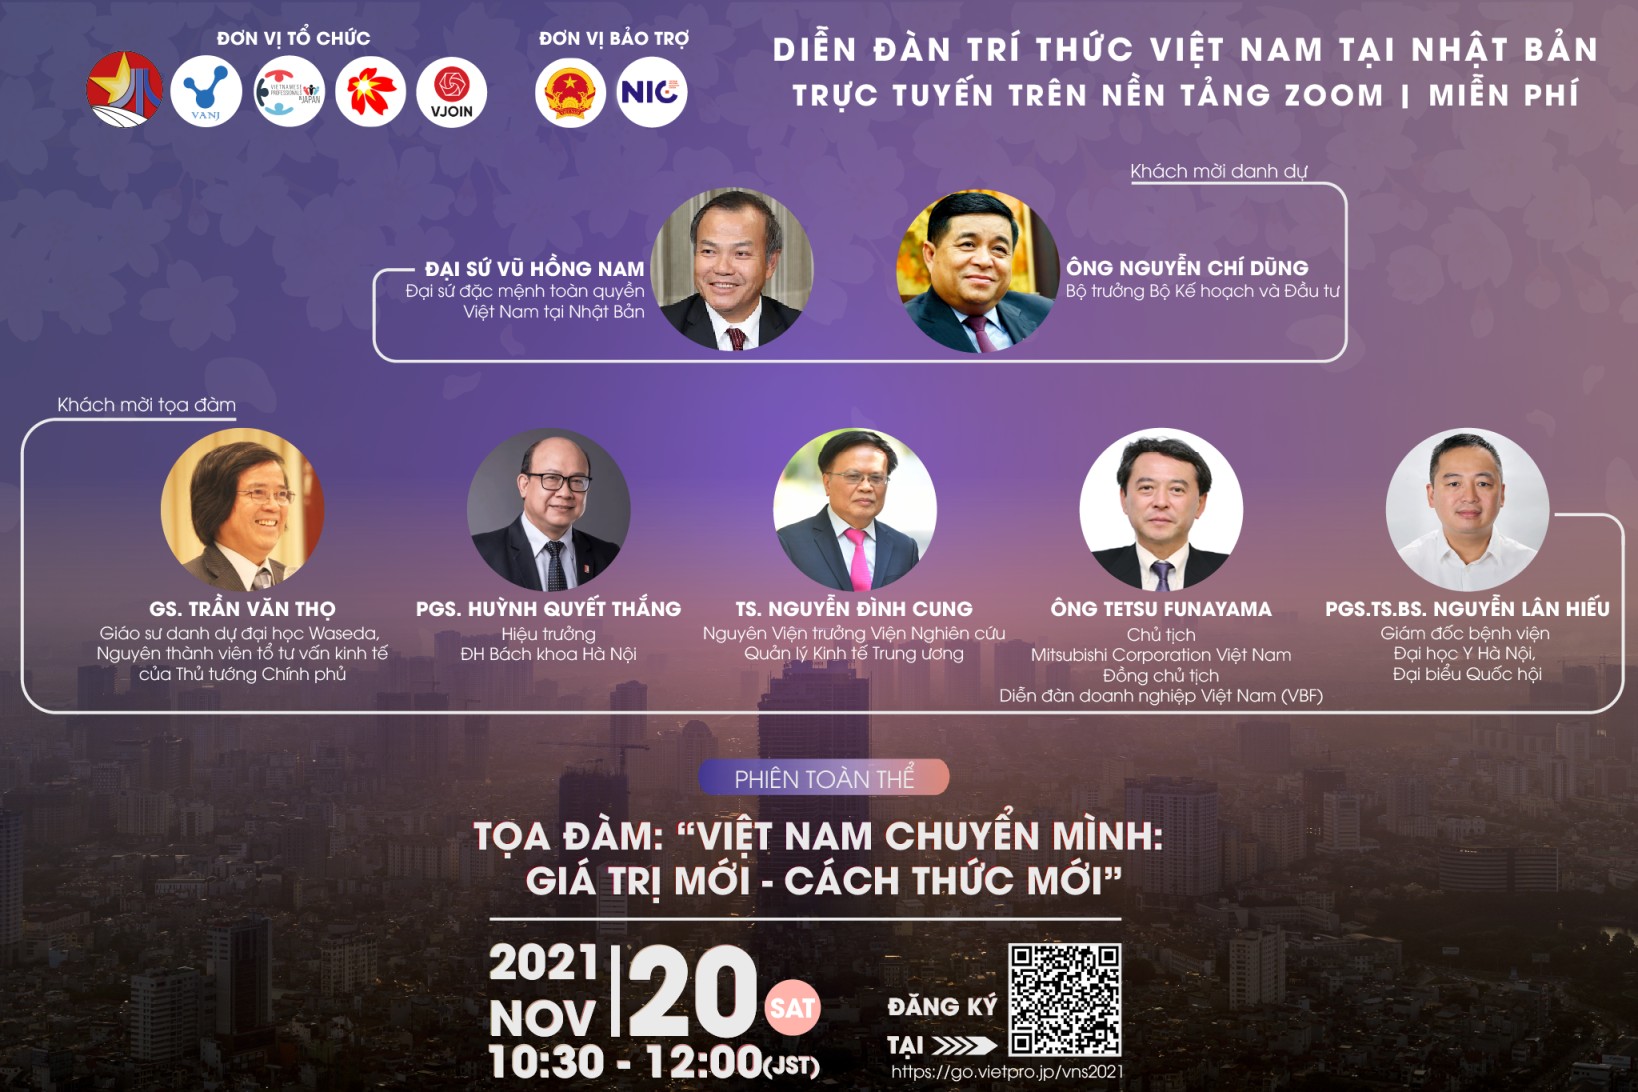 ĐƠN VỊ TỔ CHỨC
ĐƠN VỊ BẢO TRỢ
VANJ
VIETNAMESE
PROFESSIONALS
IN JAPAN
VJOIN
NIC
DIỄN ĐÀN TRÍ THỨC VIỆT NAM TẠI NHẬT BẢN
TRỰC TUYẾN TRÊN NỀN TẢNG ZOOM | MIỄN PHÍ
Khách mời danh dự
ĐẠI SỨ VŨ HỒNG NAM
Đại sứ đặc mệnh toàn quyền
Việt Nam tại Nhật Bản
ÔNG NGUYỄN CHÍ DŨNG
Bộ trưởng Bộ Kế hoạch và Đầu tư
Khách mời tọa đàm
GS. TRẦN VĂN THỌ
Giáo sư danh dự đại học Waseda,
Nguyên thành viên tổ tư vấn kinh tế
của Thủ tướng Chính phủ
PGS. HUỲNH QUYẾT THẮNG
Hiệu trưởng
ĐH Bách khoa Hà Nội
TS. NGUYỄN ĐÌNH CUNG
Nguyên Viện trưởng Viện Nghiên cứu
Quản lý Kinh tế Trung ương
ÔNG TETSU FUNAYAMA
Chủ tịch
Mitsubishi Corporation Việt Nam
Đồng chủ tịch
Diễn đàn doanh nghiệp Việt Nam (VBF)
PGS.TS.BS. NGUYỄN LÂN HIẾU
Giám đốc bệnh viện
Đại học Y Hà Nội,
Đại biểu Quốc hội
PHIÊN TOÀN THỂ
TỌA ĐÀM: “VIỆT NAM CHUYỂN MÌNH:
GIÁ TRỊ MỚI - CÁCH THỨC MỚI”
2021
NOV
20
SAT
10:30 - 12:00(JST)
ĐĂNG KÝ
TẠI
https://go.vietpro.jp/vns2021